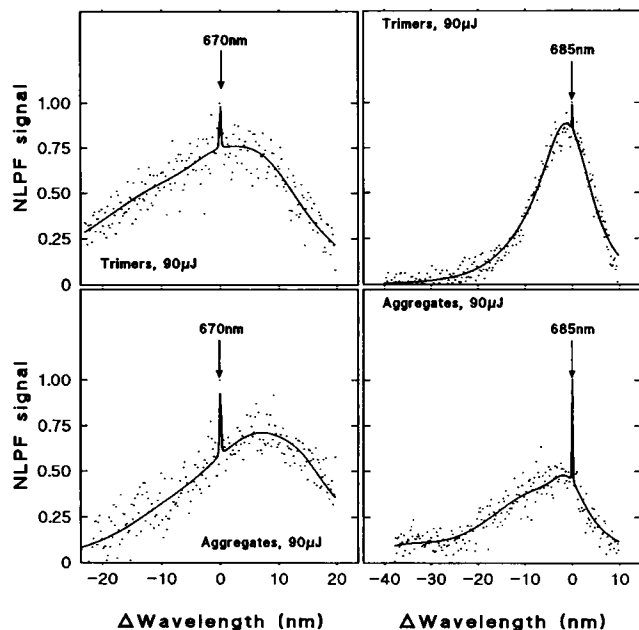 670nm
685nm
NLPF signal
1.00
0.75
0.50
0.25
0
Trimers, 90µJ
Trimers, 90µJ
670nm
685nm
NLPF signal
1.00
0.75
0.50
0.25
0
Aggregates, 90µJ
Aggregates, 90µJ
−20 −10 0 10 20
−40 −30 −20 −10 0 10
ΔWavelength (nm)
ΔWavelength (nm)